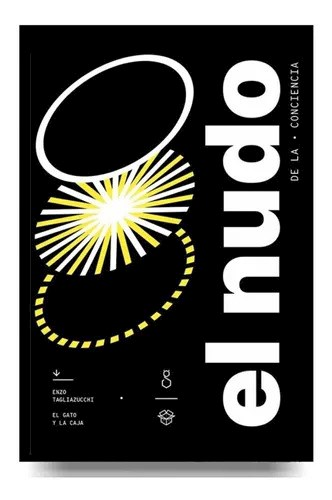 el nudo
DE LA • CONCIENCIA
ENZO
TAGLIAZUCCHI
EL GATO
Y LA CAJA